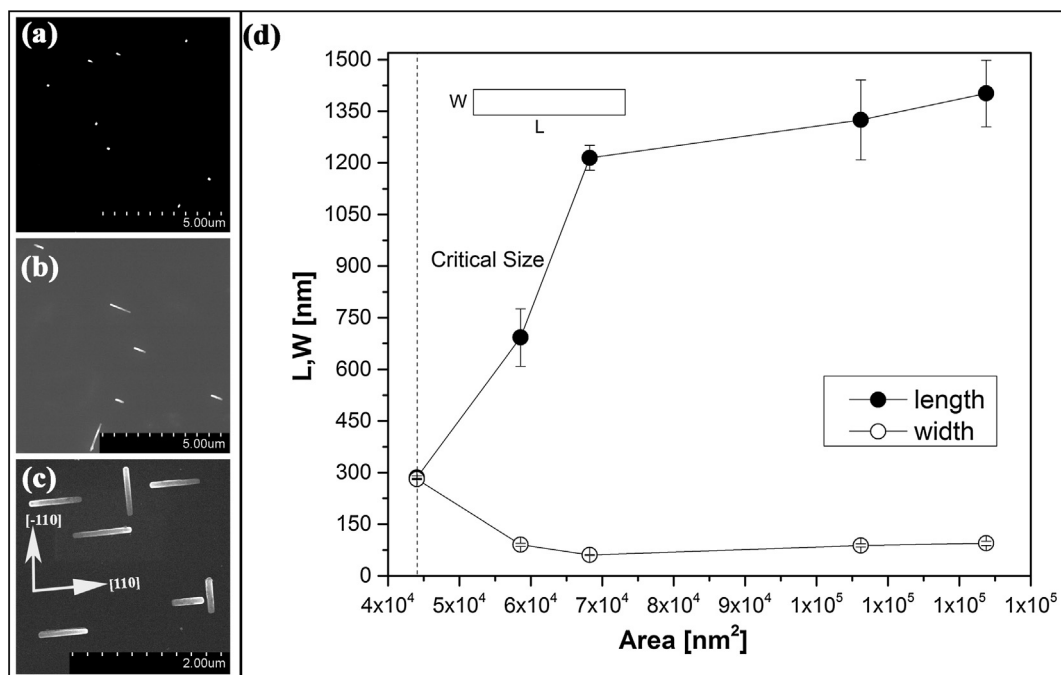 (a)
5.00um
(b)
5.00um
(c)
[-110]
[110]
2.00um
(d)
1500
1350
1200
1050
900
750
600
450
300
150
0
L,W [nm]
W
L
Critical Size
length
width
4x10⁴ 5x10⁴ 6x10⁴ 7x10⁴ 8x10⁴ 9x10⁴ 1x10⁵ 1x10⁵ 1x10⁵ 1x10⁵
Area [nm²]